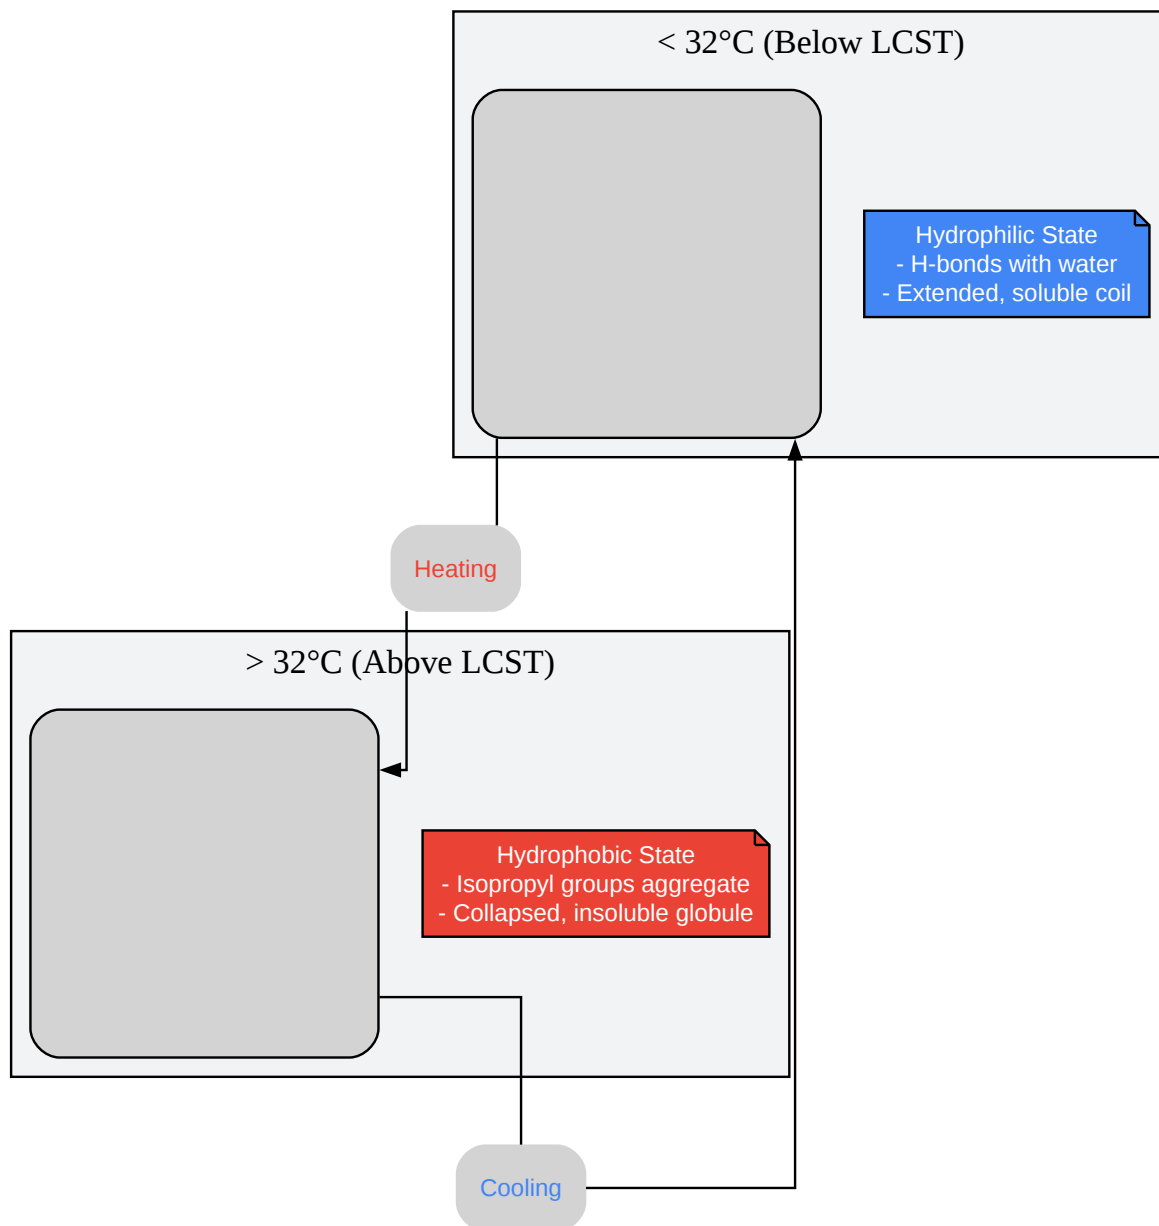 < 32°C (Below LCST)
Hydrophilic State
- H-bonds with water
- Extended, soluble coil
Heating
> 32°C (Above LCST)
Hydrophobic State
- Isopropyl groups aggregate
- Collapsed, insoluble globule
Cooling